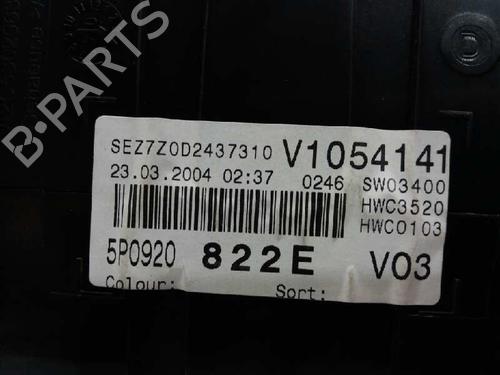 B-PARTS
SEZ7Z0D2437310 V1054141
23.03.2004 02:37 0246 SW03400
HWC3520
HWC0103
5P0920 822E V03
Colour: Sort: